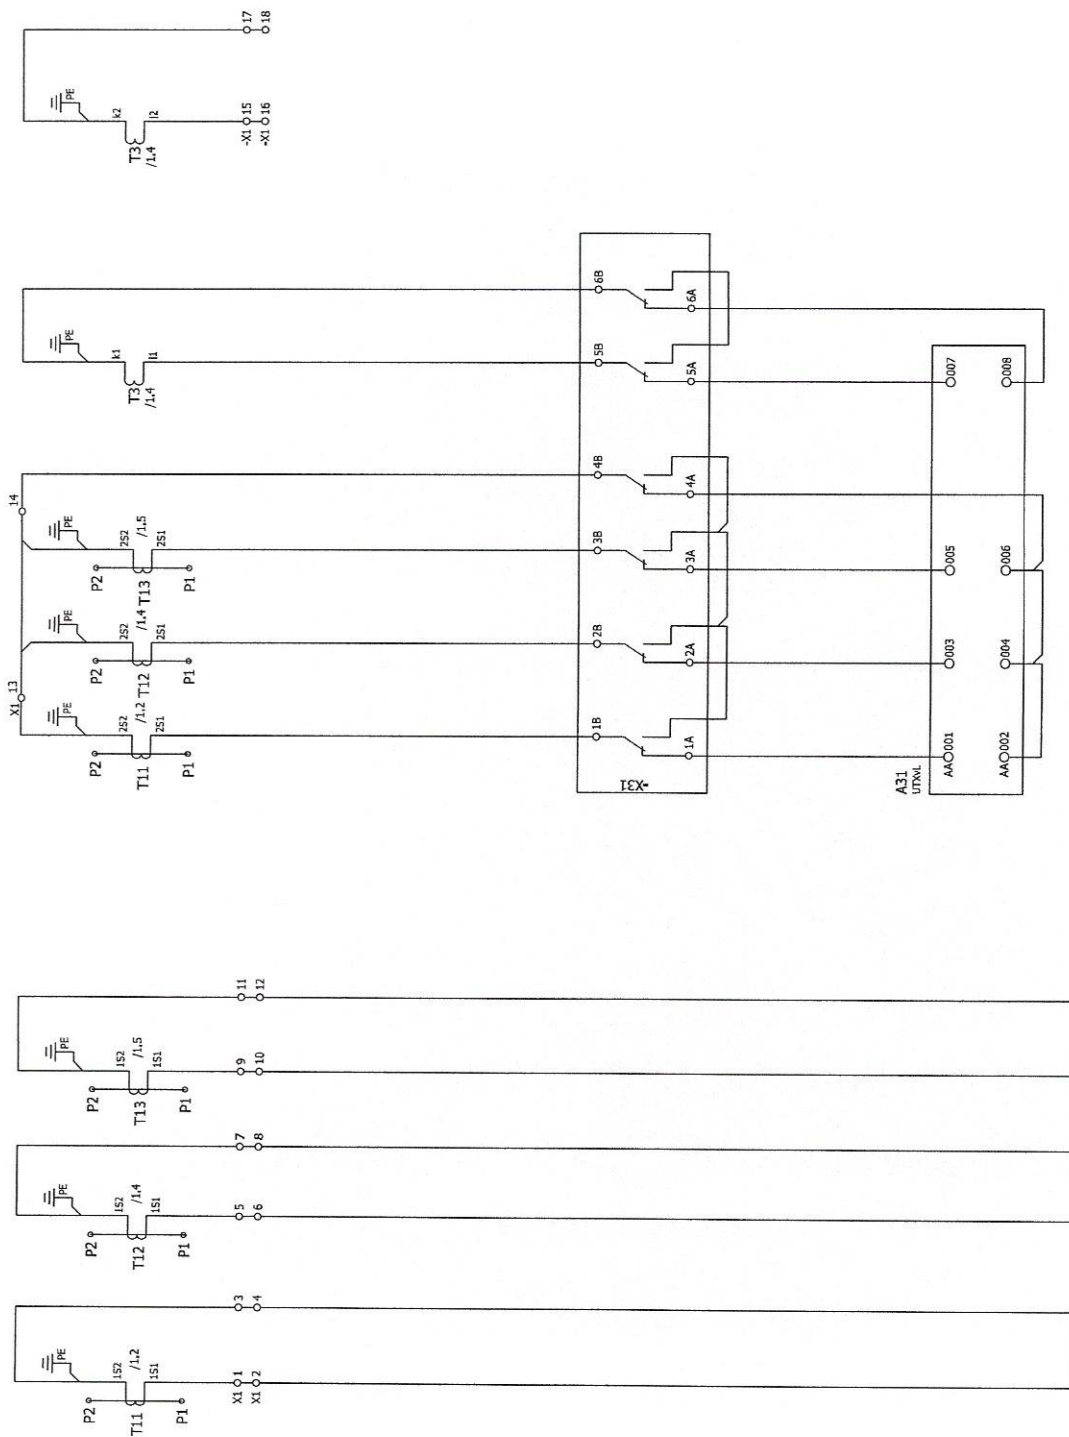 17
18
PE
k2
l2
15
16
-X1
-X1
T3
/1.4
6B
6A
PE
k1
l1
5B
5A
T3
/1.4
007
008
14
4B
4A
PE
2S2
/1.5
2S1
3B
3A
P2
T13
P1
005
006
PE
2S2
/1.4
2S1
2B
2A
P2
T12
P1
003
004
X1 13
PE
2S2
/1.2
2S1
1B
1A
P2
T11
P1
-X31
AA001
AA002
A31
UTXvL
11
12
PE
1S2
/1.5
1S1
9
10
P2
T13
P1
7
8
PE
1S2
/1.4
1S1
5
6
P2
T12
P1
3
4
PE
1S2
/1.2
1S1
X1 1
X1 2
P2
T11
P1